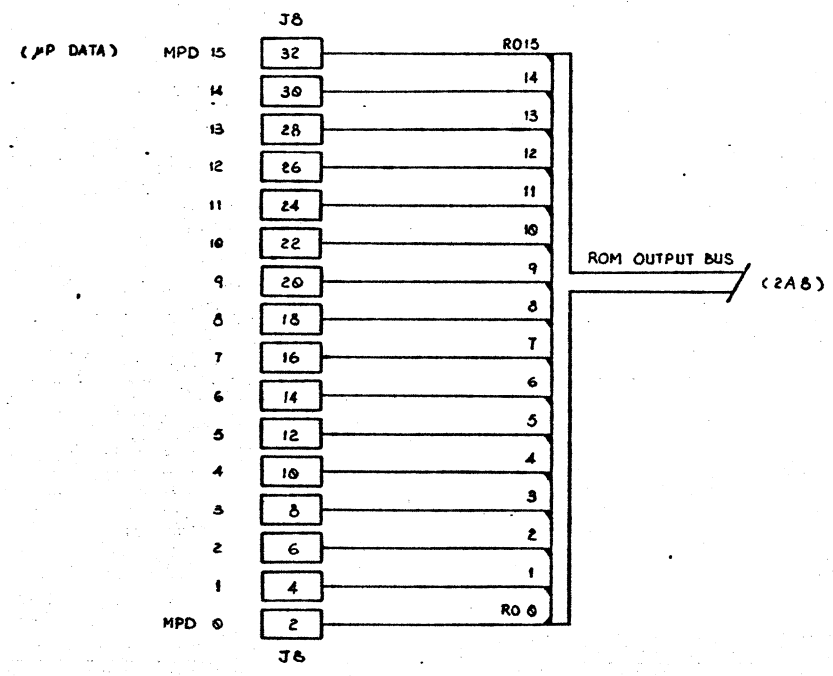 J8
(μP DATA) MPD 15 32 RO15
14 30 14
13 28 13
12 26 12
11 24 11
10 22 10
ROM OUTPUT BUS
9 20 9
(2A8)
8 18 8
7 16 7
6 14 6
5 12 5
4 10 4
3 8 3
2 6 2
1 4 1
MPD 0 2 RO 0
J8